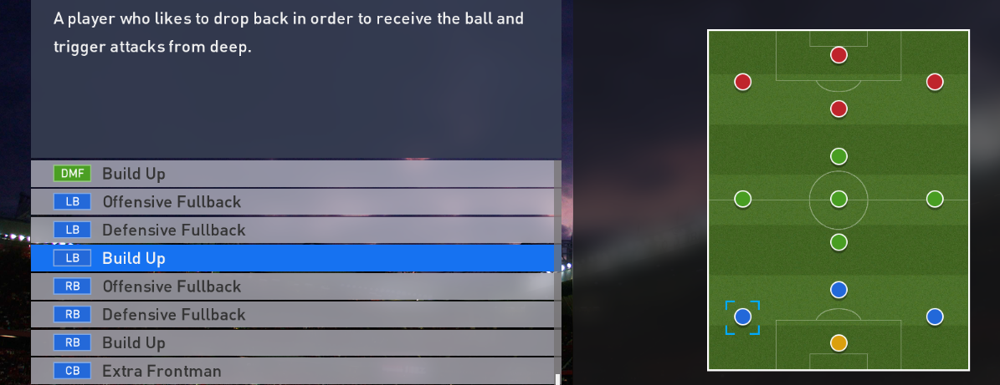 A player who likes to drop back in order to receive the ball and
trigger attacks from deep.
DMF Build Up
LB Offensive Fullback
LB Defensive Fullback
LB Build Up
RB Offensive Fullback
RB Defensive Fullback
RB Build Up
CB Extra Frontman